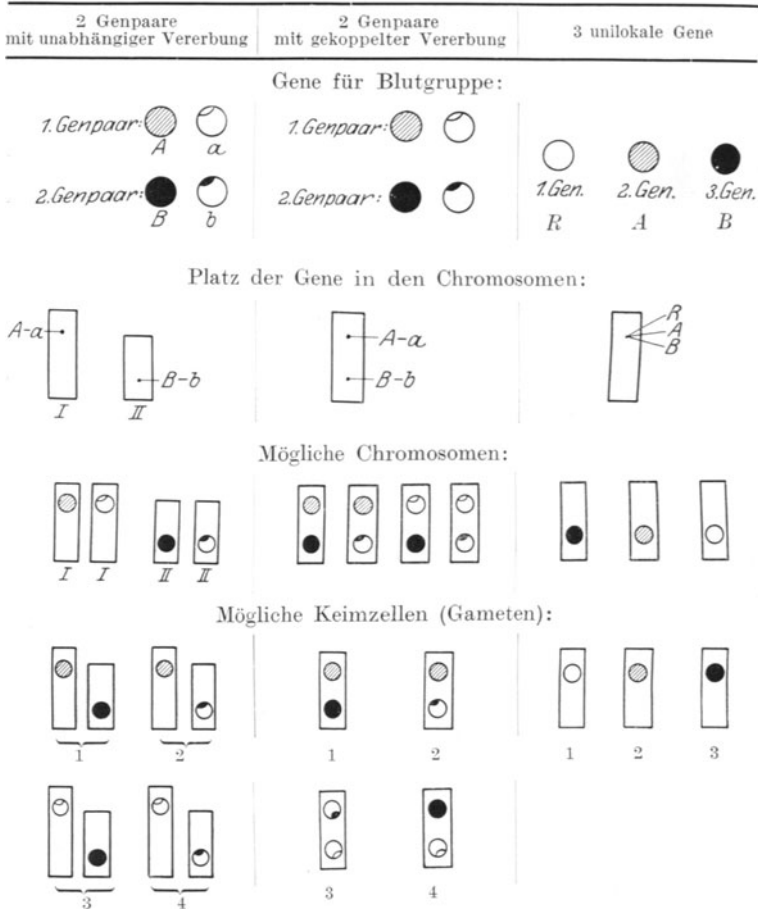 2 Genpaare
mit unabhängiger Vererbung
2 Genpaare
mit gekoppelter Vererbung
3 unilokale Gene
Gene für Blutgruppe:
1. Genpaar:
A a
2. Genpaar:
B b
1. Genpaar:
2. Genpaar:
1. Gen. 2. Gen. 3. Gen.
R A B
Platz der Gene in den Chromosomen:
A-a
B-b
I II
A-a
B-b
R
A
B
Mögliche Chromosomen:
I I II II
Mögliche Keimzellen (Gameten):
1 2 1 2 1 2 3
3 4 3 4